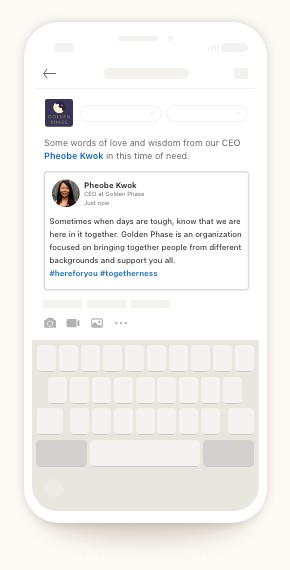 GOLDEN
PHASE
Some words of love and wisdom from our CEO
Pheobe Kwok in this time of need.
Pheobe Kwok
CEO at Golden Phase
Just now
Sometimes when days are tough, know that we are
here in it together. Golden Phase is an organization
focused on bringing together people from different
backgrounds and support you all.
#hereforyou #togetherness